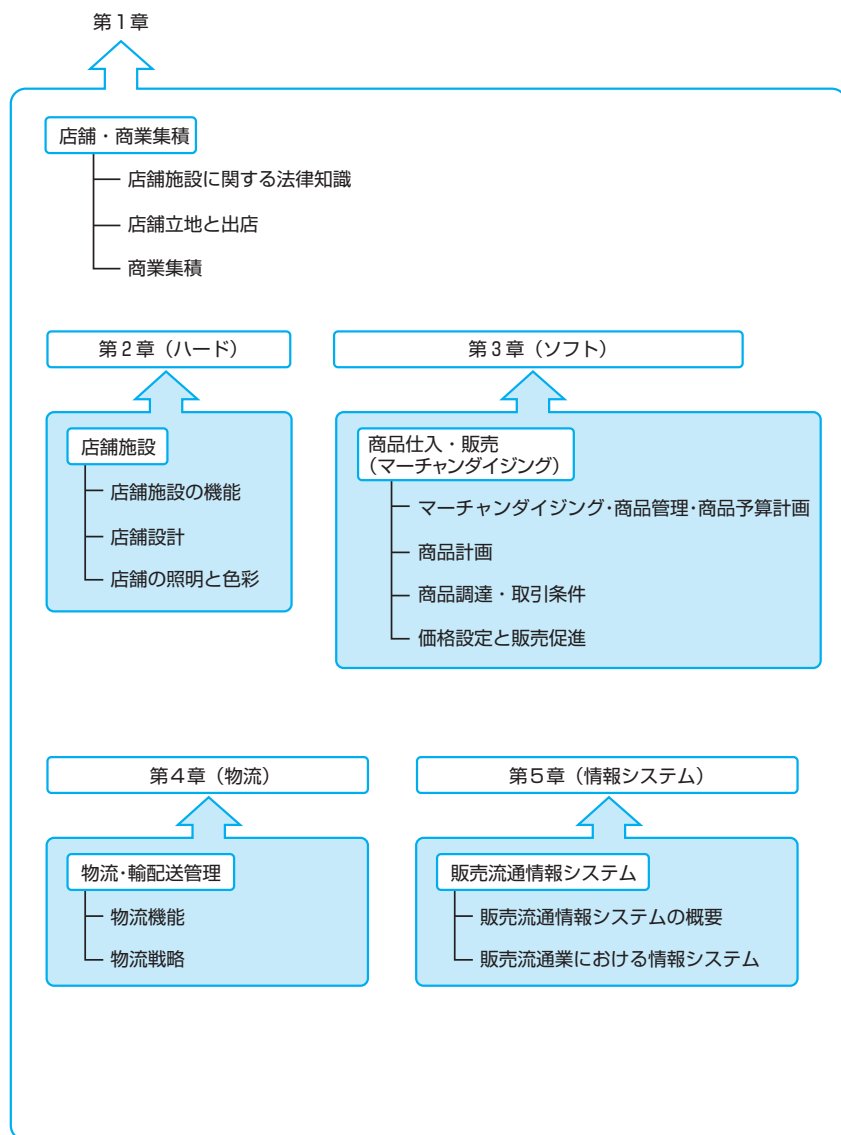 第1章
店舗・商業集積
店舗施設に関する法律知識
店舗立地と出店
商業集積
第2章（ハード）
店舗施設
店舗施設の機能
店舗設計
店舗の照明と色彩
第3章（ソフト）
商品仕入・販売
（マーチャンダイジング）
マーチャンダイジング・商品管理・商品予算計画
商品計画
商品調達・取引条件
価格設定と販売促進
第4章（物流）
物流・輸配送管理
物流機能
物流戦略
第5章（情報システム）
販売流通情報システム
販売流通情報システムの概要
販売流通業における情報システム